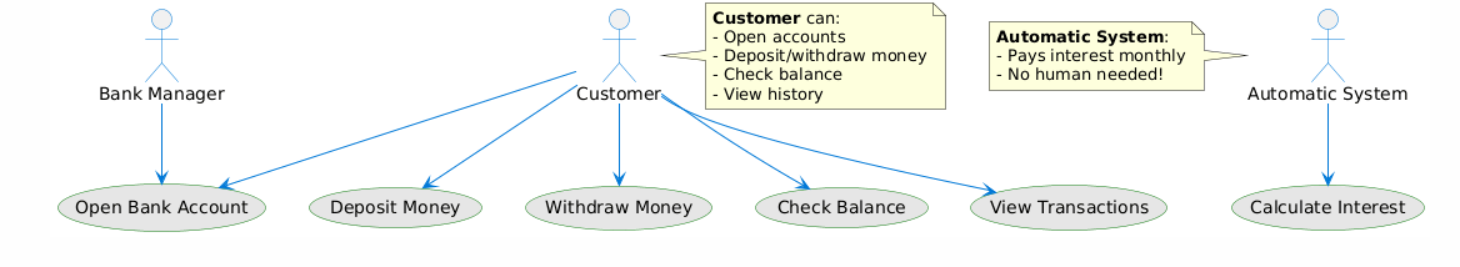 Customer can:
- Open accounts
- Deposit/withdraw money
- Check balance
- View history
Automatic System:
- Pays interest monthly
- No human needed!
Bank Manager
Customer
Automatic System
Open Bank Account
Deposit Money
Withdraw Money
Check Balance
View Transactions
Calculate Interest